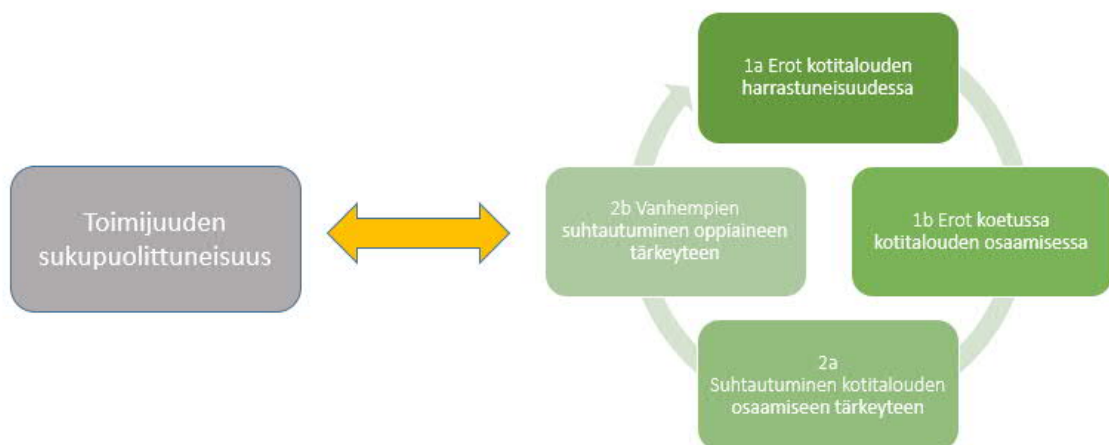 Toimijuuden
sukupuolittuneisuus
1a Erot kotitalouden
harrastuneisuudessa
1b Erot koetussa
kotitalouden osaamisessa
2a
Suhtautuminen kotitalouden
osaamiseen tärkeyteen
2b Vanhempien
suhtautuminen oppiaineen
tärkeyteen